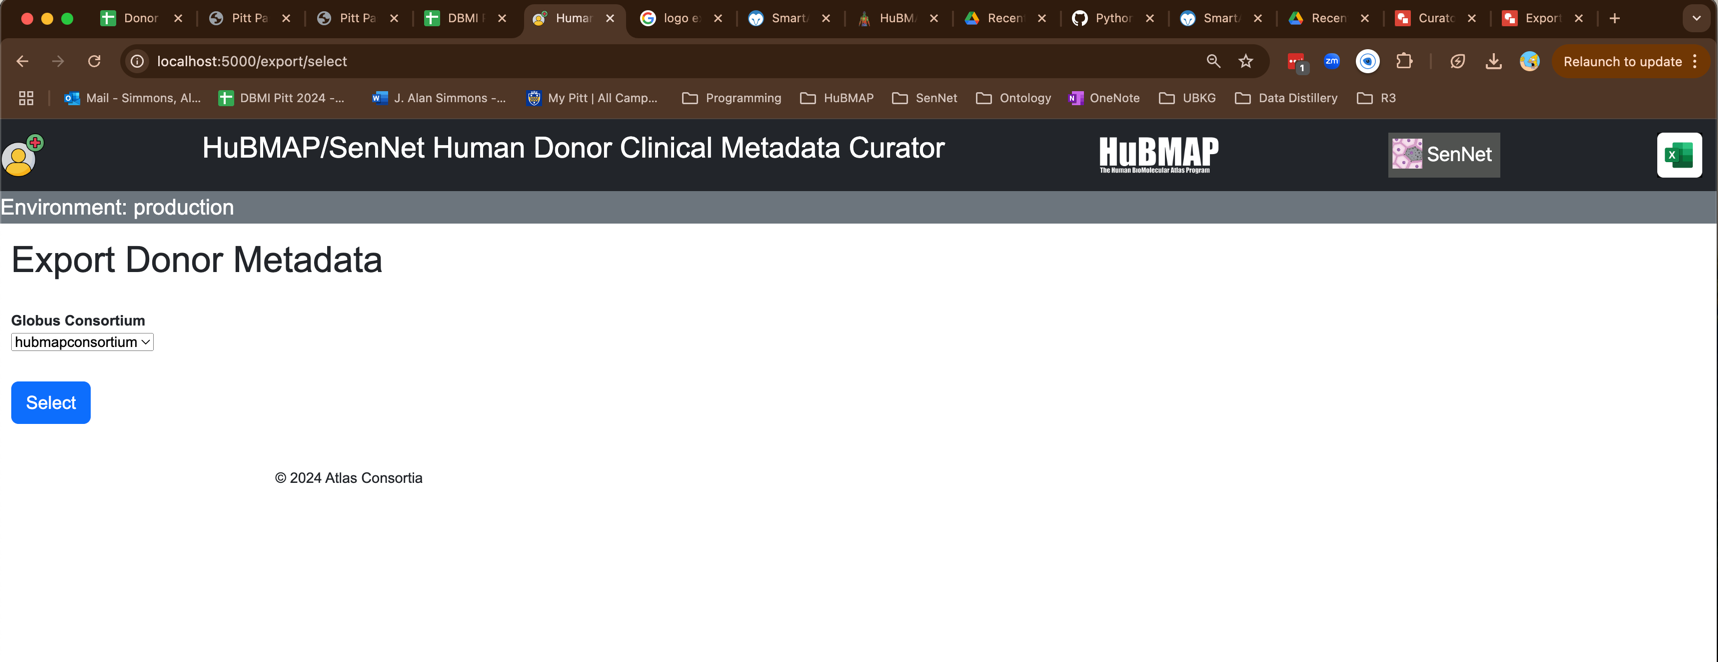 Donor
Pitt Pa
Pitt Pa
DBMI
Human
logo e
Smart
HuBM
Recen
Pytho
Smart
Recen
Curato
Export
localhost:5000/export/select
1
zm
Relaunch to update
Mail - Simmons, Al...
DBMI Pitt 2024 -...
J. Alan Simmons -...
My Pitt | All Camp...
Programming
HuBMAP
SenNet
Ontology
OneNote
UBKG
Data Distillery
R3
HuBMAP/SenNet Human Donor Clinical Metadata Curator
HuBMAP
The Human BioMolecular Atlas Program
SenNet
Environment: production
Export Donor Metadata
Globus Consortium
hubmapconsortium
Select
© 2024 Atlas Consortia